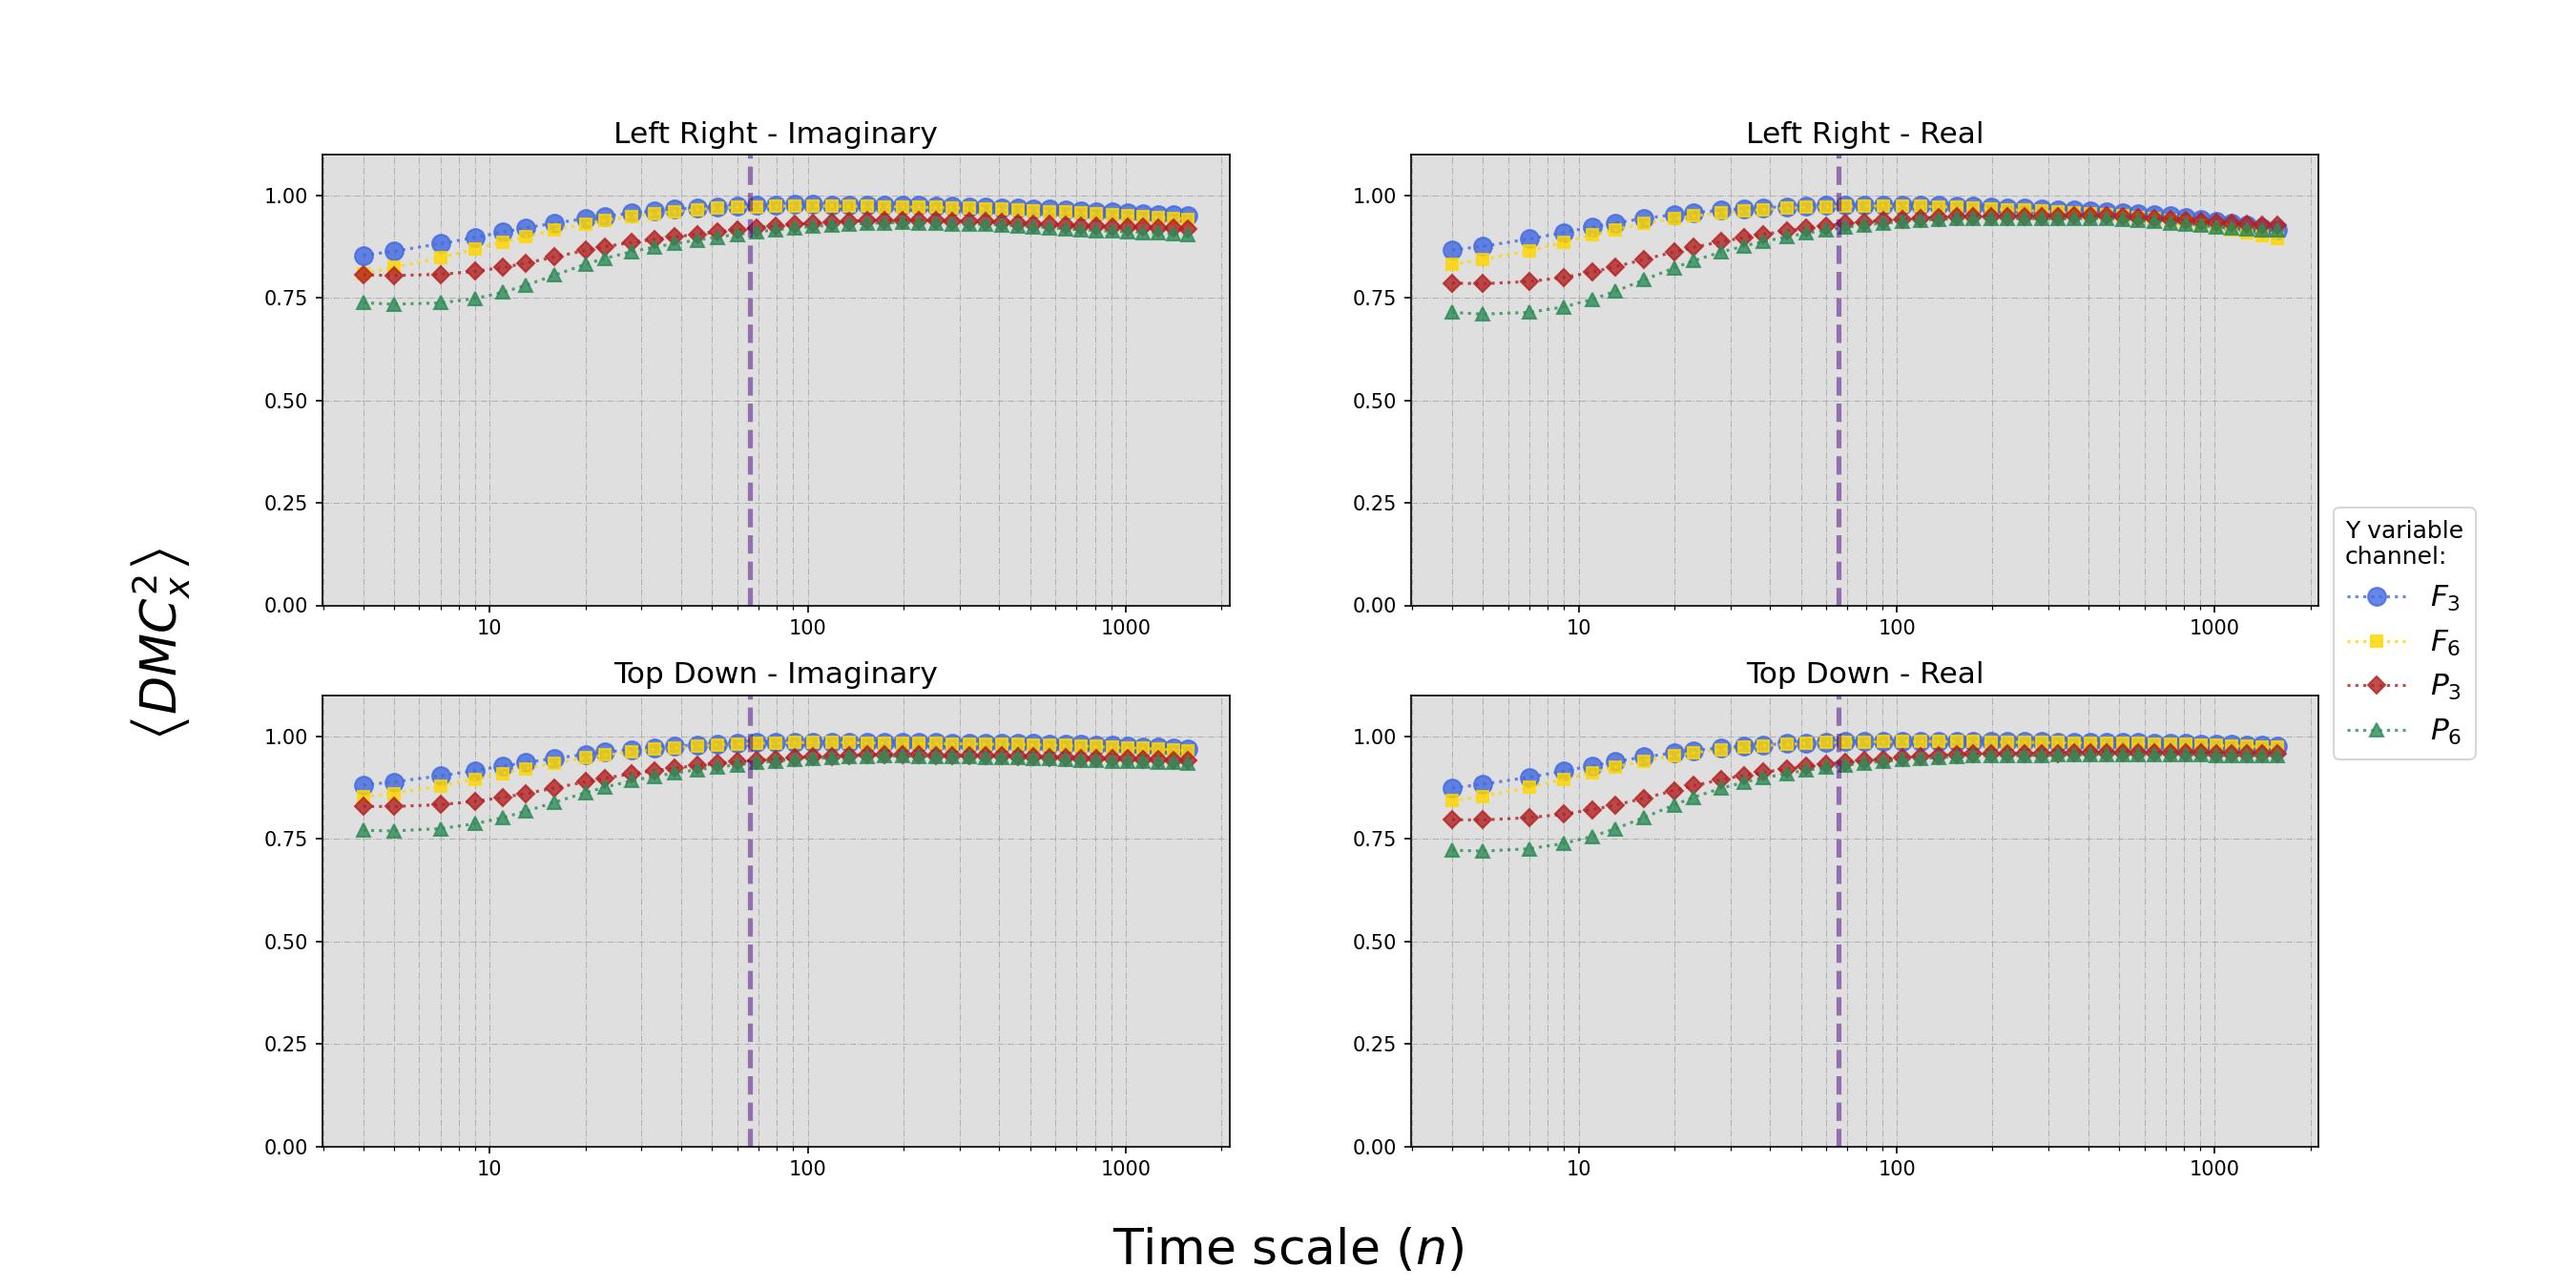 Left Right - Imaginary
1.00
0.75
0.50
0.25
0.00
10 100 1000
Left Right - Real
1.00
0.75
0.50
0.25
0.00
10 100 1000
Top Down - Imaginary
1.00
0.75
0.50
0.25
0.00
10 100 1000
Top Down - Real
1.00
0.75
0.50
0.25
0.00
10 100 1000
⟨DMC²ₓ⟩
Time scale (n)
Y variable
channel:
F₃
F₆
P₃
P₆